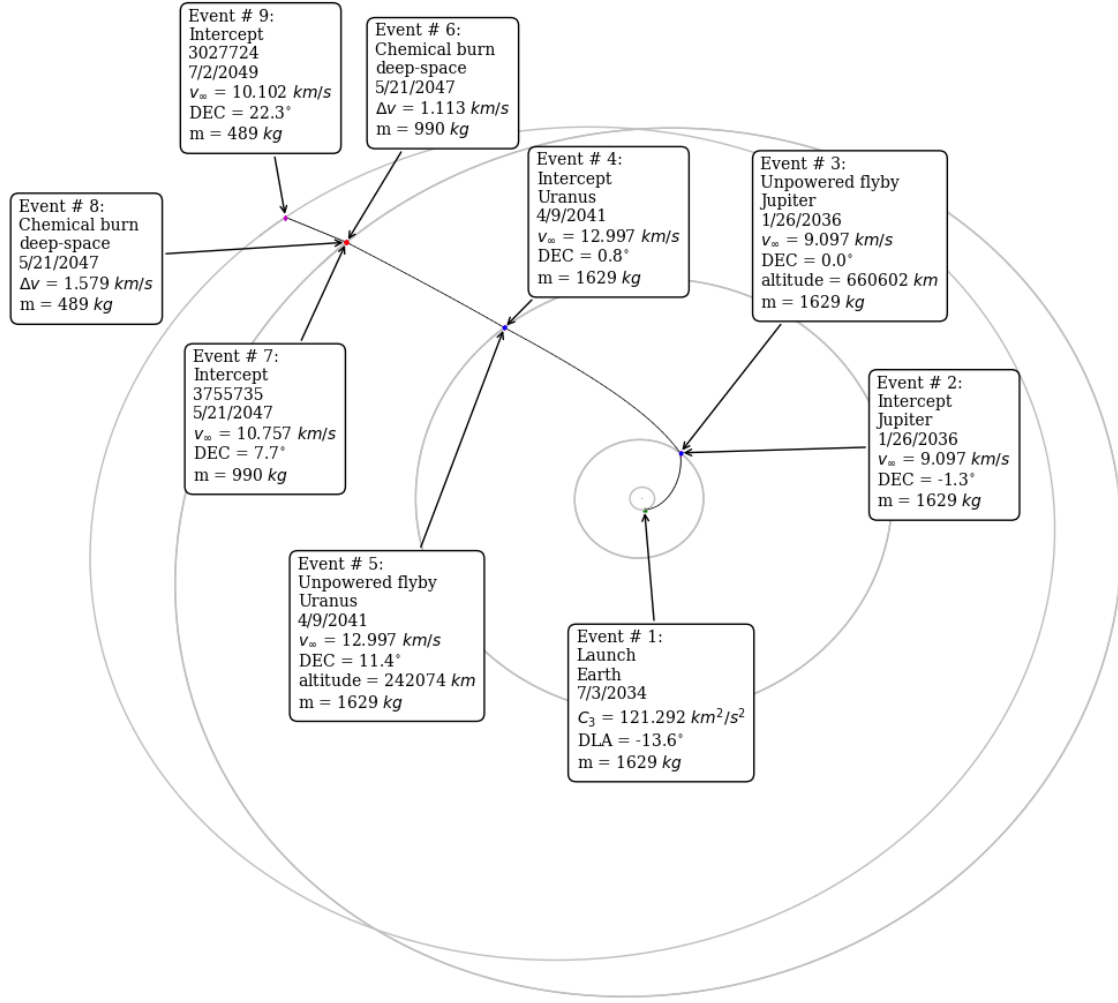 Event # 9:
Intercept
3027724
7/2/2049
v∞ = 10.102 km/s
DEC = 22.3°
m = 489 kg
Event # 6:
Chemical burn
deep-space
5/21/2047
Δv = 1.113 km/s
m = 990 kg
Event # 4:
Intercept
Uranus
4/9/2041
v∞ = 12.997 km/s
DEC = 0.8°
m = 1629 kg
Event # 3:
Unpowered flyby
Jupiter
1/26/2036
v∞ = 9.097 km/s
DEC = 0.0°
altitude = 660602 km
m = 1629 kg
Event # 8:
Chemical burn
deep-space
5/21/2047
Δv = 1.579 km/s
m = 489 kg
Event # 7:
Intercept
3755735
5/21/2047
v∞ = 10.757 km/s
DEC = 7.7°
m = 990 kg
Event # 2:
Intercept
Jupiter
1/26/2036
v∞ = 9.097 km/s
DEC = -1.3°
m = 1629 kg
Event # 5:
Unpowered flyby
Uranus
4/9/2041
v∞ = 12.997 km/s
DEC = 11.4°
altitude = 242074 km
m = 1629 kg
Event # 1:
Launch
Earth
7/3/2034
C₃ = 121.292 km²/s²
DLA = -13.6°
m = 1629 kg